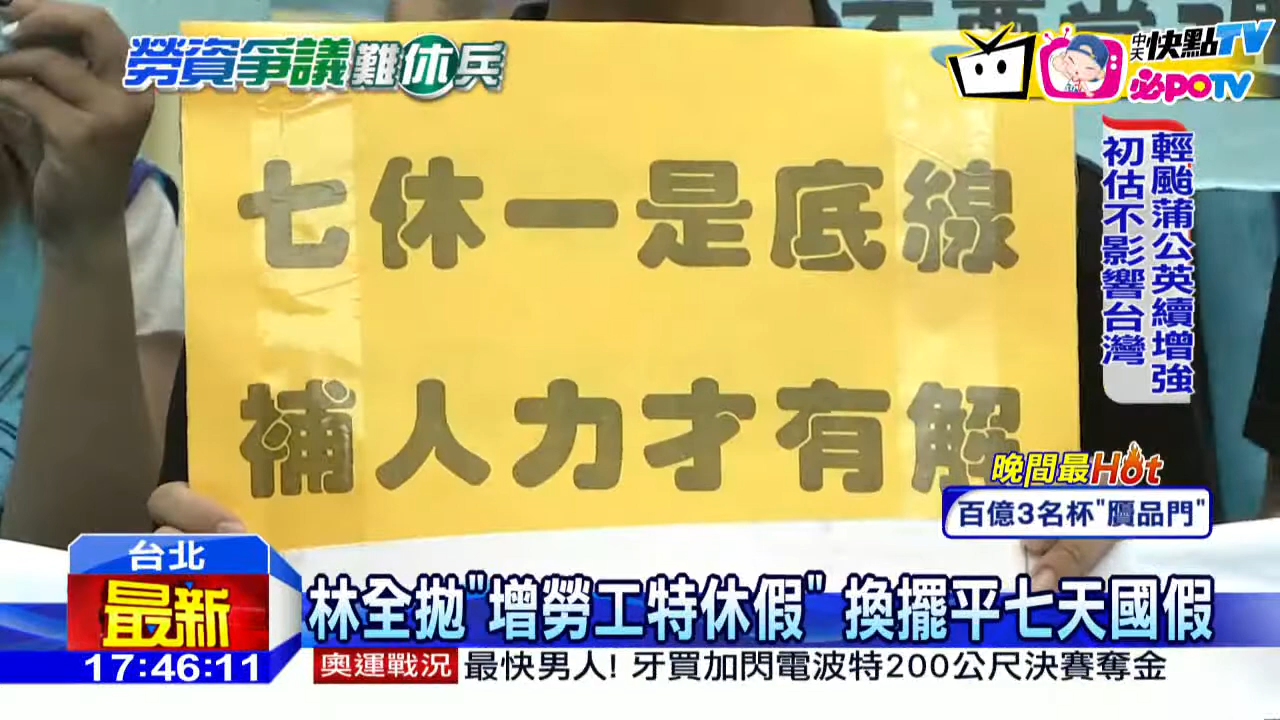 勞資爭議難休兵
中天快點TV
必POTV
七休一是底線
補人力才有解
輕颱蒲公英續增強
初估不影響台灣
晚間最Hot
百億3名杯"贗品門"
台北
最新
17:46:11
林全拋"增勞工特休假" 換擺平七天國假
奧運戰況 最快男人! 牙買加閃電波特200公尺決賽奪金